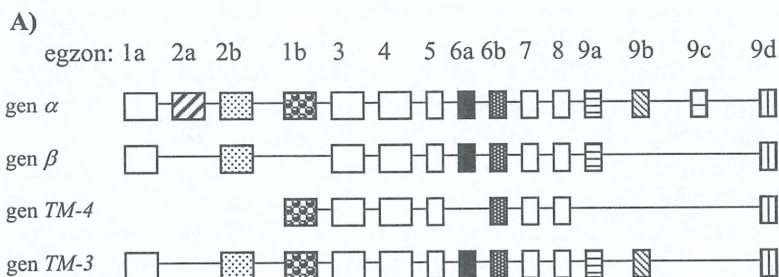 A)
egzon: 1a 2a 2b 1b 3 4 5 6a 6b 7 8 9a 9b 9c 9d
gen α
gen β
gen TM-4
gen TM-3